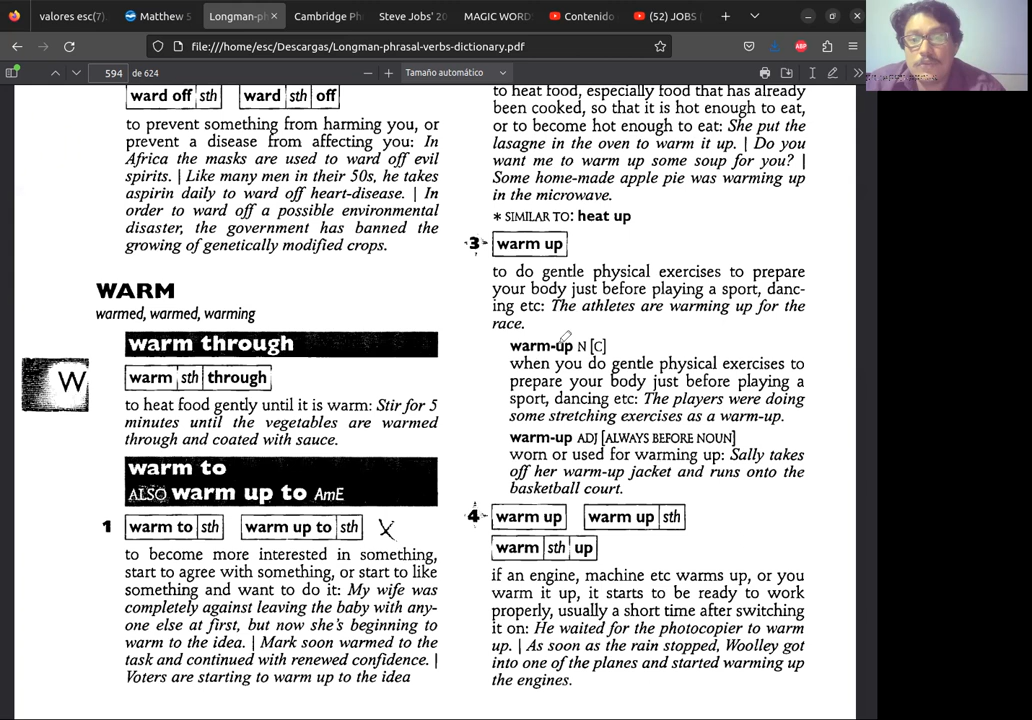 valores esc(7)
Matthew 5
Longman-ph
Cambridge Ph
Steve Jobs' 20
MAGIC WORD
Contenido
(52) JOBS
file:///home/esc/Descargas/Longman-phrasal-verbs-dictionary.pdf
594 de 624
Tamaño automático
ward off sth ward sth off
to prevent something from harming you, or
prevent a disease from affecting you: In
Africa the masks are used to ward off evil
spirits. | Like many men in their 50s, he takes
aspirin daily to ward off heart-disease. | In
order to ward off a possible environmental
disaster, the government has banned the
growing of genetically modified crops.
WARM
warmed, warmed, warming
warm through
W
warm sth through
to heat food gently until it is warm: Stir for 5
minutes until the vegetables are warmed
through and coated with sauce.
warm to
ALSO warm up to AmE
1 warm to sth warm up to sth X
to become more interested in something,
start to agree with something, or start to like
something and want to do it: My wife was
completely against leaving the baby with any-
one else at first, but now she's beginning to
warm to the idea. | Mark soon warmed to the
task and continued with renewed confidence. |
Voters are starting to warm up to the idea
to heat food, especially food that has already
been cooked, so that it is hot enough to eat,
or to become hot enough to eat: She put the
lasagne in the oven to warm it up. | Do you
want me to warm up some soup for you? |
Some home-made apple pie was warming up
in the microwave.
* SIMILAR TO: heat up
3 warm up
to do gentle physical exercises to prepare
your body just before playing a sport, danc-
ing etc: The athletes are warming up for the
race.
warm-up N [C]
when you do gentle physical exercises to
prepare your body just before playing a
sport, dancing etc: The players were doing
some stretching exercises as a warm-up.
warm-up ADJ [ALWAYS BEFORE NOUN]
worn or used for warming up: Sally takes
off her warm-up jacket and runs onto the
basketball court.
4 warm up warm up sth
warm sth up
if an engine, machine etc warms up, or you
warm it up, it starts to be ready to work
properly, usually a short time after switching
it on: He waited for the photocopier to warm
up. | As soon as the rain stopped, Woolley got
into one of the planes and started warming up
the engines.